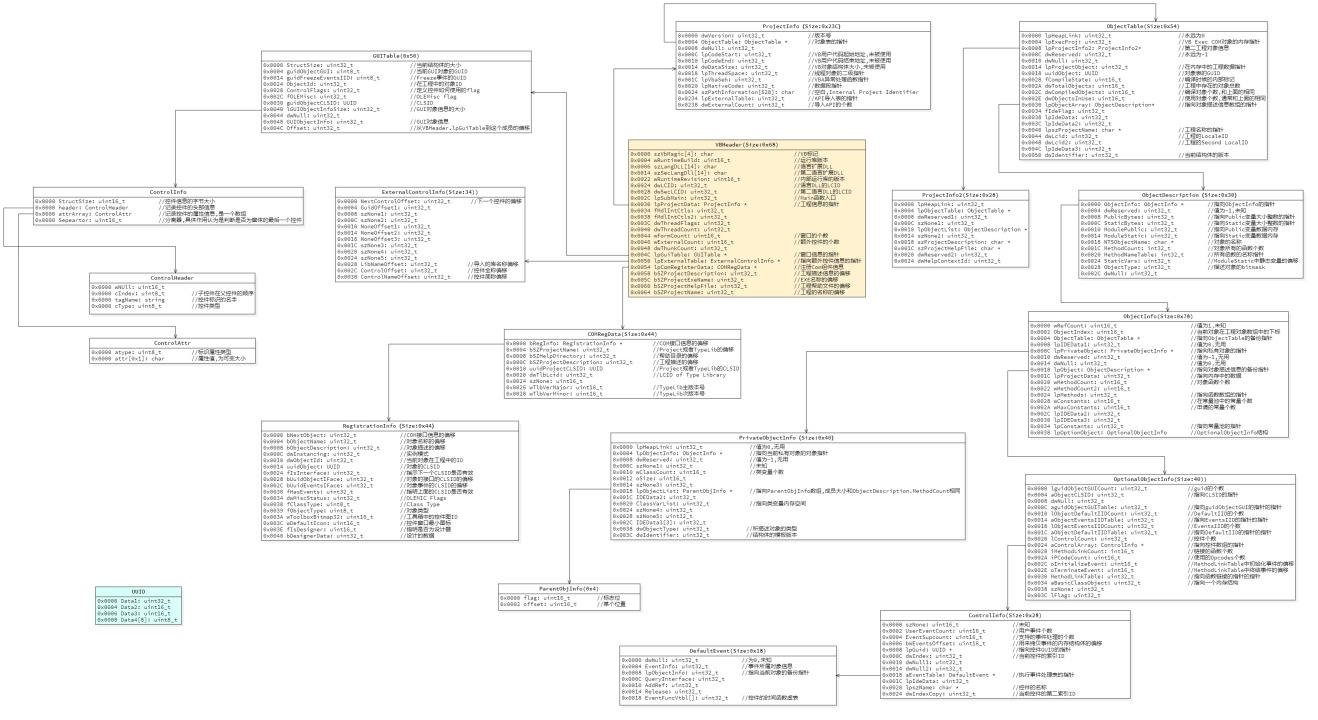 ProjectInfo (Size:0x23C)
0x0000 dwVersion: uint32_t //版本号
0x0004 ObjectTable: ObjectTable * //对象表的指针
0x0008 dwNull: uint32_t
0x000C lpCodeStart: uint32_t //VB用户代码起始地址,未被使用
0x0010 lpCodeEnd: uint32_t //VB用户代码结束地址,未被使用
0x0014 dwDataSize: uint32_t //VB对象结构体大小,未被使用
0x0018 lpThreadSpace: uint32_t //线程对象的二级指针
0x001C lpVbaSeh: uint32_t //VBA异常处理函数指针
0x0020 lpNativeCode: uint32_t //数据段指针
0x0024 szPathInformation[528]: char //空白,Internal Project Identifier
0x0234 lpExternalTable: uint32_t //API导入表的指针
0x0238 dwExternalCount: uint32_t //导入API的个数
ObjectTable(Size:0x54)
0x0000 lpHeapLink: uint32_t //永远为0
0x0004 lpExecProj: uint32_t //VB Exec COM对象的内存指针
0x0008 lpProjectInfo2: ProjectInfo2* //第二工程对象信息
0x000C dwReserved: uint32_t //永远为-1
0x0010 dwNull: uint32_t
0x0014 lpProjectObject: uint32_t //在内存中的工程数据指针
0x0018 uuidObject: UUID //对象表的GUID
0x0028 fCompileState: uint16_t //编译时候的内部标记
0x002A dwTotalObjects: uint16_t //工程中存在的对象总数
0x002C dwCompiledObjects: uint16_t //编译对象个数,和上面的相同
0x002E dwObjectsInUse: uint16_t //使用对象个数,通常和上面的相同
0x0030 lpObjectArray: ObjectDescription* //指向对象描述信息数组的指针
0x0034 fIdeFlag: uint32_t
0x0038 lpIdeData: uint32_t
0x003C lpIdeData2: uint32_t
0x0040 lpszProjectName: char * //工程名称的指针
0x0044 dwLcid: uint32_t //工程的LocaleID
0x0048 dwLcid2: uint32_t //工程的Second LocalID
0x004C lpIdeData3: uint32_t
0x0050 dwIdentifier: uint32_t //当前结构体的版本
GUITable(0x50)
0x0000 StructSize: uint32_t //当前结构体的大小
0x0004 guidObjectGUI: uint8_t //当前GUI对象的GUID
0x0014 guidFreezeEventsIID: uint8_t //Freeze事件的GUID
0x0024 ObjectId: uint32_t //在工程中的对象ID
0x0028 ControlFlags: uint32_t //定义控件如何使用的flag
0x002C fOLEMisc: uint32_t //OLEMisc flag
0x0030 guidObjectCLSID: uint32_t //CLSID
0x0040 lGUIObjectInfoSize: uint32_t //GUI对象信息的大小
0x0044 dwNull: uint32_t
0x0048 GUIObjectInfo: uint32_t //GUI对象信息
0x004C Offset: uint32_t //从VBHeader.lpGuiTable到这个成员的偏移
VBHeader(Size:0x68)
0x0000 szVbMagic[4]: char //VB标记
0x0004 wRuntimeBuild: uint16_t //运行库版本
0x0006 szLangDLL[14]: char //语言扩展DLL
0x0014 szSecLangDll[14]: char //第二语言扩展DLL
0x0022 wRuntimeRevision: uint16_t //内部运行库的版本
0x0024 dwLCID: uint32_t //语言DLL的LCID
0x0028 dwSecLCID: uint32_t //第二语言DLL的LCID
0x002C lpSubMain: uint32_t //Main函数入口
0x0030 lpProjectData: ProjectInfo * //工程信息的指针
0x0034 fMdlIntCtls: uint32_t
0x0038 fMdlIntCtls2: uint32_t
0x003C dwThreadFlags: uint32_t
0x0040 dwThreadCount: uint32_t
0x0044 wFormCount: uint16_t //窗口的个数
0x0046 wExternalCount: uint16_t //额外控件的个数
0x0048 dwThunkCount: uint32_t
0x004C lpGuiTable: GUITable * //窗口信息的指针
0x0050 lpExternalTable: ExternalControlInfo * //指向额外控件信息的指针
0x0054 lpComRegisterData: COMRegData * //注册Com组件信息
0x0058 bSZProjectDescription: uint32_t //工程描述信息的偏移
0x005C bSZProjectExeName: uint32_t //EXE名称的偏移
0x0060 bSZProjectHelpFile: uint32_t //工程帮助文件的偏移
0x0064 bSZProjectName: uint32_t //工程的名称的偏移
ControlInfo
0x0000 StructSize: uint16_t //控件信息的字节大小
0x0000 header: ControlHeader //记录控件的头部信息
0x0000 attrArray: ControlAttr //记录控件的属性信息,是一个数组
0x0000 Sepeartor: uint16_t //分离器,具体作用认为是判断是否为窗体的最后一个控件
ExternalControlInfo(Size:34))
0x0000 NextControlOffset: uint32_t //下一个控件的偏移
0x0004 GuidOffset1: uint32_t
0x0008 szNone1: uint32_t
0x000C szNone2: uint32_t
0x0010 NoneOffset1: uint32_t
0x0014 NoneOffset2: uint32_t
0x0018 NoneOffset3: uint32_t
0x001C szNone3: uint32_t
0x0020 szNone4: uint32_t
0x0024 szNone5: uint32_t
0x0028 LibNameOffset: uint32_t //导入的库名称偏移
0x002C ControlOffset: uint32_t //控件全称偏移
0x0030 ControlNameOffset: uint32_t //控件简称偏移
ProjectInfo2(Size:0x28)
0x0000 lpHeapLink: uint32_t
0x0004 lpObjectTable: ObjectTable *
0x0008 dwReserved: uint32_t
0x000C szNone1: uint32_t
0x0010 lpObjectList: ObjectDescription *
0x0014 szNone2: uint32_t
0x0018 szProjectDescription: char *
0x001C szProjectHelpFile: char *
0x0020 dwReserved2: uint32_t
0x0024 dwHelpContextId: uint32_t
ObjectDescription (Size:0x30)
0x0000 ObjectInfo: ObjectInfo * //指向ObjectInfo的指针
0x0004 dwReserved: uint32_t //值为-1,未知
0x0008 PublicBytes: uint32_t //指向Public变量大小整数的指针
0x000C StaticBytes: uint32_t //指向Static变量大小整数的指针
0x0010 ModulePublic: uint32_t //指向Public变量数据内存
0x0014 ModuleStatic: uint32_t //指向Static变量数据内存
0x0018 NTSObjectName: char * //对象的名称
0x001C MethodCount: uint32_t //对象所有的函数个数
0x0020 MethodNameTable: uint32_t //所有函数的名称指针
0x0024 StaticVars: uint32_t //ModuleStatic中静态变量的偏移
0x0028 ObjectType: uint32_t //描述对象的bitmask
0x002C dwNull: uint32_t
ControlHeader
0x0000 wNull: uint16_t
0x0000 cIndex: uint8_t //子控件在父控件的顺序
0x0000 tagName: string //控件标识的名字
0x0000 cType: uint8_t //控件类型
ControlAttr
0x0000 atype: uint8_t //标识属性类型
0x0000 attr[0x1]: char //属性值,为可变大小
COMRegData(Size:0x44)
0x0000 bRegInfo: RegistrationInfo * //COM接口信息的偏移
0x0004 bSZProjectName: uint32_t //Project或者TypeLib的偏移
0x0008 bSZHelpDirectory: uint32_t //帮助目录的偏移
0x000C bSZProjectDescription: uint32_t //工程描述的偏移
0x0010 uuidProjectCLSID: UUID //Project或者TypeLib的CLSID
0x0020 dwTlbLcid: uint32_t //LCID of Type Library
0x0024 szNone: uint16_t
0x0026 wTlbVerMajor: uint16_t //TypeLib主版本号
0x0028 wTlbVerMinor: uint16_t //TypeLib次版本号
ObjectInfo(Size:0x70)
0x0000 wRefCount: uint16_t //值为1,未知
0x0002 ObjectIndex: uint16_t //当前对象在工程对象数组中的下标
0x0004 ObjectTable: ObjectTable * //指向ObjectTable的备份指针
0x0008 lpIDEData1: uint32_t //值为0,无用
0x000C lpPrivateObject: PrivateObjectInfo * //指向私有对象的指针
0x0010 dwReserved: uint32_t //值为-1,无用
0x0014 dwNull: uint32_t //值为0,无用
0x0018 lpObject: ObjectDescription * //指向对象描述信息的备份指针
0x001C lpProjectData: uint32_t //指向内存中的数据
0x0020 wMethodCount: uint16_t //对象函数个数
0x0022 wMethodCount2: uint16_t
0x0024 lpMethods: uint32_t //指向函数数组的指针
0x0028 wConstants: uint16_t //在常量池中的常量个数
0x002A wMaxConstants: uint16_t //申请的常量个数
0x002C lpIDEData2: uint32_t
0x0030 lpIDEData3: uint32_t
0x0034 lpConstants: uint32_t //指向常量池的指针
0x0038 lpOptionObject: OptionalObjectInfo //OptionalObjectInfo结构
RegistrationInfo (Size:0x44)
0x0000 bNextObject: uint32_t //COM接口信息的偏移
0x0004 bObjectName: uint32_t //对象名称的偏移
0x0008 bObjectDescription: uint32_t //对象描述的偏移
0x000C dwInstancing: uint32_t //实例模式
0x0010 dwObjectId: uint32_t //当前对象在工程中的ID
0x0014 uuidObject: UUID //对象的CLSID
0x0024 fIsInterface: uint32_t //指示下一个CLSID是否有效
0x0028 bUuidObjectIFace: uint32_t //对象的接口的CLSID的偏移
0x002C bUuidEventsIFace: uint32_t //对象事件的CLSID的偏移
0x0030 fHasEvents: uint32_t //指明上面的CLSID是否有效
0x0034 dwMiscStatus: uint32_t //OLEMISC Flags
0x0038 fClassType: uint8_t //Class Type
0x0039 fObjectType: uint8_t //对象类型
0x003A wToolboxBitmap32: uint16_t //工具箱中的控件图ID
0x003C wDefaultIcon: uint16_t //控件窗口最小图标
0x003E fIsDesigner: uint16_t //指明是否为设计器
0x0040 bDesignerData: uint32_t //设计的数据
PrivateObjectInfo (Size:0x40)
0x0000 lpHeapLink: uint32_t //值为0,无用
0x0004 lpObjectInfo: ObjectInfo * //指向当前私有对象的对象指针
0x0008 dwReserved: uint32_t //值为-1,无用
0x000C szNone1: uint32_t //未知
0x0010 wClassCount: uint16_t //类变量个数
0x0012 oSize: uint16_t
0x0014 szNone3: uint32_t
0x0018 lpObjectList: ParentObjInfo * //指向ParentObjInfo数组,成员大小和ObjectDescription.MethodCount相同
0x001C IDEData2: uint32_t
0x0020 ClassVarList: uint32_t //指向类变量内存空间
0x0024 szNone4: uint32_t
0x0028 szNone5: uint32_t
0x002C IDEData3[3]: uint32_t
0x0038 dwObjectType: uint32_t //所描述对象的类型
0x003C dwIdentifier: uint32_t //结构体的模板版本
OptionalObjectInfo(Size:40))
0x0000 lguidObjectGUICount: uint32_t //guid的个数
0x0004 aObjectCLSID: uint32_t //指向CLSID的指针
0x0008 dwNull: uint32_t
0x000C aguidObjectGUITable: uint32_t //指向guidObjectGUI的指针的指针
0x0010 lObjectDefaultIIDCount: uint32_t //DefaultIID的个数
0x0014 aObjectEventsIIDTable: uint32_t //指向EventsIID的指针的指针
0x0018 lObjectEventsIIDCount: uint32_t //EventsIID的个数
0x001C aObjectDefaultIIDTable: uint32_t //指向DefaultIID的指针的指针
0x0020 lControlCount: uint32_t //控件个数
0x0024 aControlArray: ControlInfo * //指向控件数组的指针
0x0028 iMethodLinkCount: uint16_t //链接的函数个数
0x002A iPCodeCount: uint16_t //使用的Opcodes个数
0x002C oInitializeEvent: uint16_t //MethodLinkTable中初始化事件的偏移
0x002E oTerminateEvent: uint16_t //MethodLinkTable中终结事件的偏移
0x0030 MethodLinkTable: uint32_t //指向函数链接的指针的指针
0x0034 aBasicClassObject: uint32_t //指向一个内存结构
0x0038 szNone: uint32_t
0x003C lFlag: uint32_t
UUID
0x0000 Data1: uint32_t
0x0004 Data2: uint16_t
0x0006 Data3: uint16_t
0x0008 Data4[8]: uint8_t
ParentObjInfo(0x4)
0x0000 flag: uint16_t //标志位
0x0002 offset: uint16_t //某个位置
ControlInfo(Size:0x28)
0x0000 szNone: uint16_t //未知
0x0002 UserEventCount: uint16_t //用户事件个数
0x0004 EventSupcount: uint16_t //支持的事件处理的个数
0x0006 bWEventsOffset: uint16_t //用来拷贝事件的内存结构体的偏移
0x0008 lpGuid: UUID * //指向控件GUID的指针
0x000C dwIndex: uint32_t //当前控件的索引ID
0x0010 dwNull1: uint32_t
0x0014 dwNull2: uint32_t
0x0018 aEventTable: DefaultEvent * //执行事件处理表的指针
0x001C lpIdeData: uint32_t
0x0020 lpszName: char * //控件的名称
0x0024 dwIndexCopy: uint32_t //当前控件的第二索引ID
DefaultEvent(Size:0x18)
0x0000 dwNull: uint32_t //为0,未知
0x0004 EventInfo: uint32_t //事件所属对象信息
0x0008 lpObjectInfo: uint32_t //指向当前对象的备份指针
0x000C QueryInterface: uint32_t
0x0010 AddRef: uint32_t
0x0014 Release: uint32_t
0x0018 EventFuncVtbl[]: uint32_t //控件的时间函数虚表